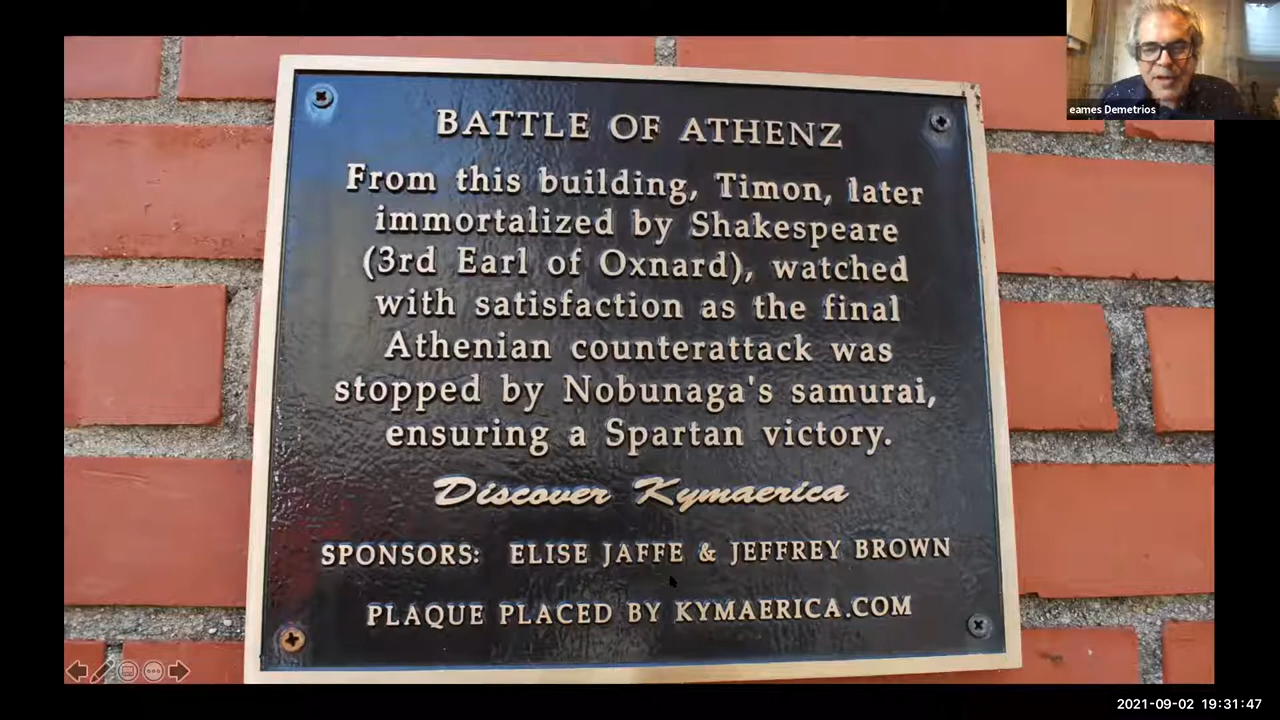 eames Demetrios
BATTLE OF ATHENZ
From this building, Timon, later
immortalized by Shakespeare
(3rd Earl of Oxnard), watched
with satisfaction as the final
Athenian counterattack was
stopped by Nobunaga's samurai,
ensuring a Spartan victory.
Discover Kymaerica
SPONSORS: ELISE JAFFE & JEFFREY BROWN
PLAQUE PLACED BY KYMAERICA.COM
2021-09-02 19:31:47